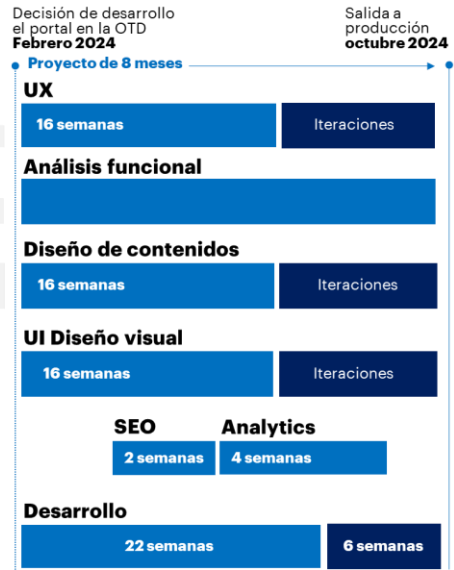 Decisión de desarrollo
el portal en la OTD
Febrero 2024
Salida a
producción
octubre 2024
Proyecto de 8 meses
UX
16 semanas
Iteraciones
Análisis funcional
Diseño de contenidos
16 semanas
Iteraciones
UI Diseño visual
16 semanas
Iteraciones
SEO
Analytics
2 semanas
4 semanas
Desarrollo
22 semanas
6 semanas